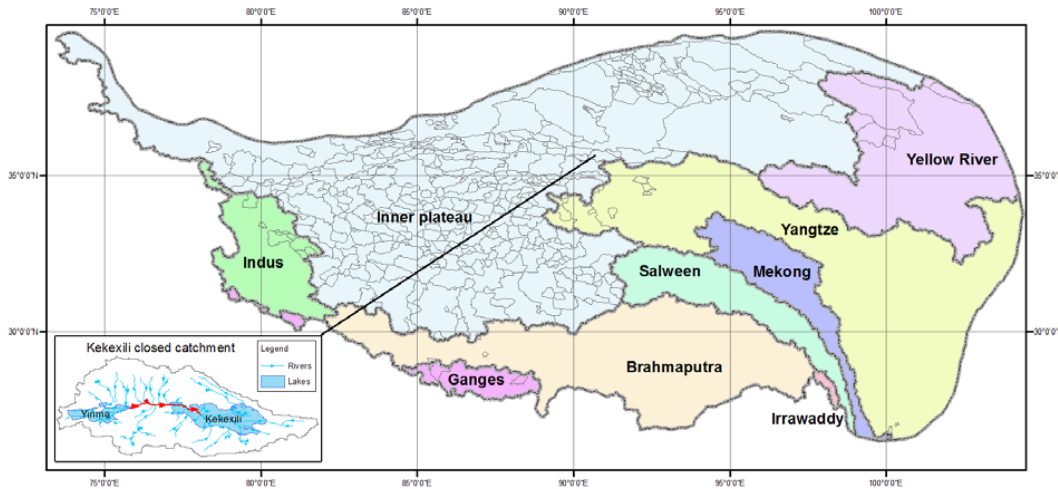 75°0'0"E 80°0'0"E 85°0'0"E 90°0'0"E 95°0'0"E 100°0'0"E
Yellow River
35°0'0"N 35°0'0"N
Inner plateau
Yangtze
Indus
Salween
Mekong
30°0'0"N 30°0'0"N
Kekexili closed catchment
Legend
Rivers
Lakes
Yinma
Kekexili
Brahmaputra
Ganges
Irrawaddy
75°0'0"E 80°0'0"E 85°0'0"E 90°0'0"E 95°0'0"E 100°0'0"E